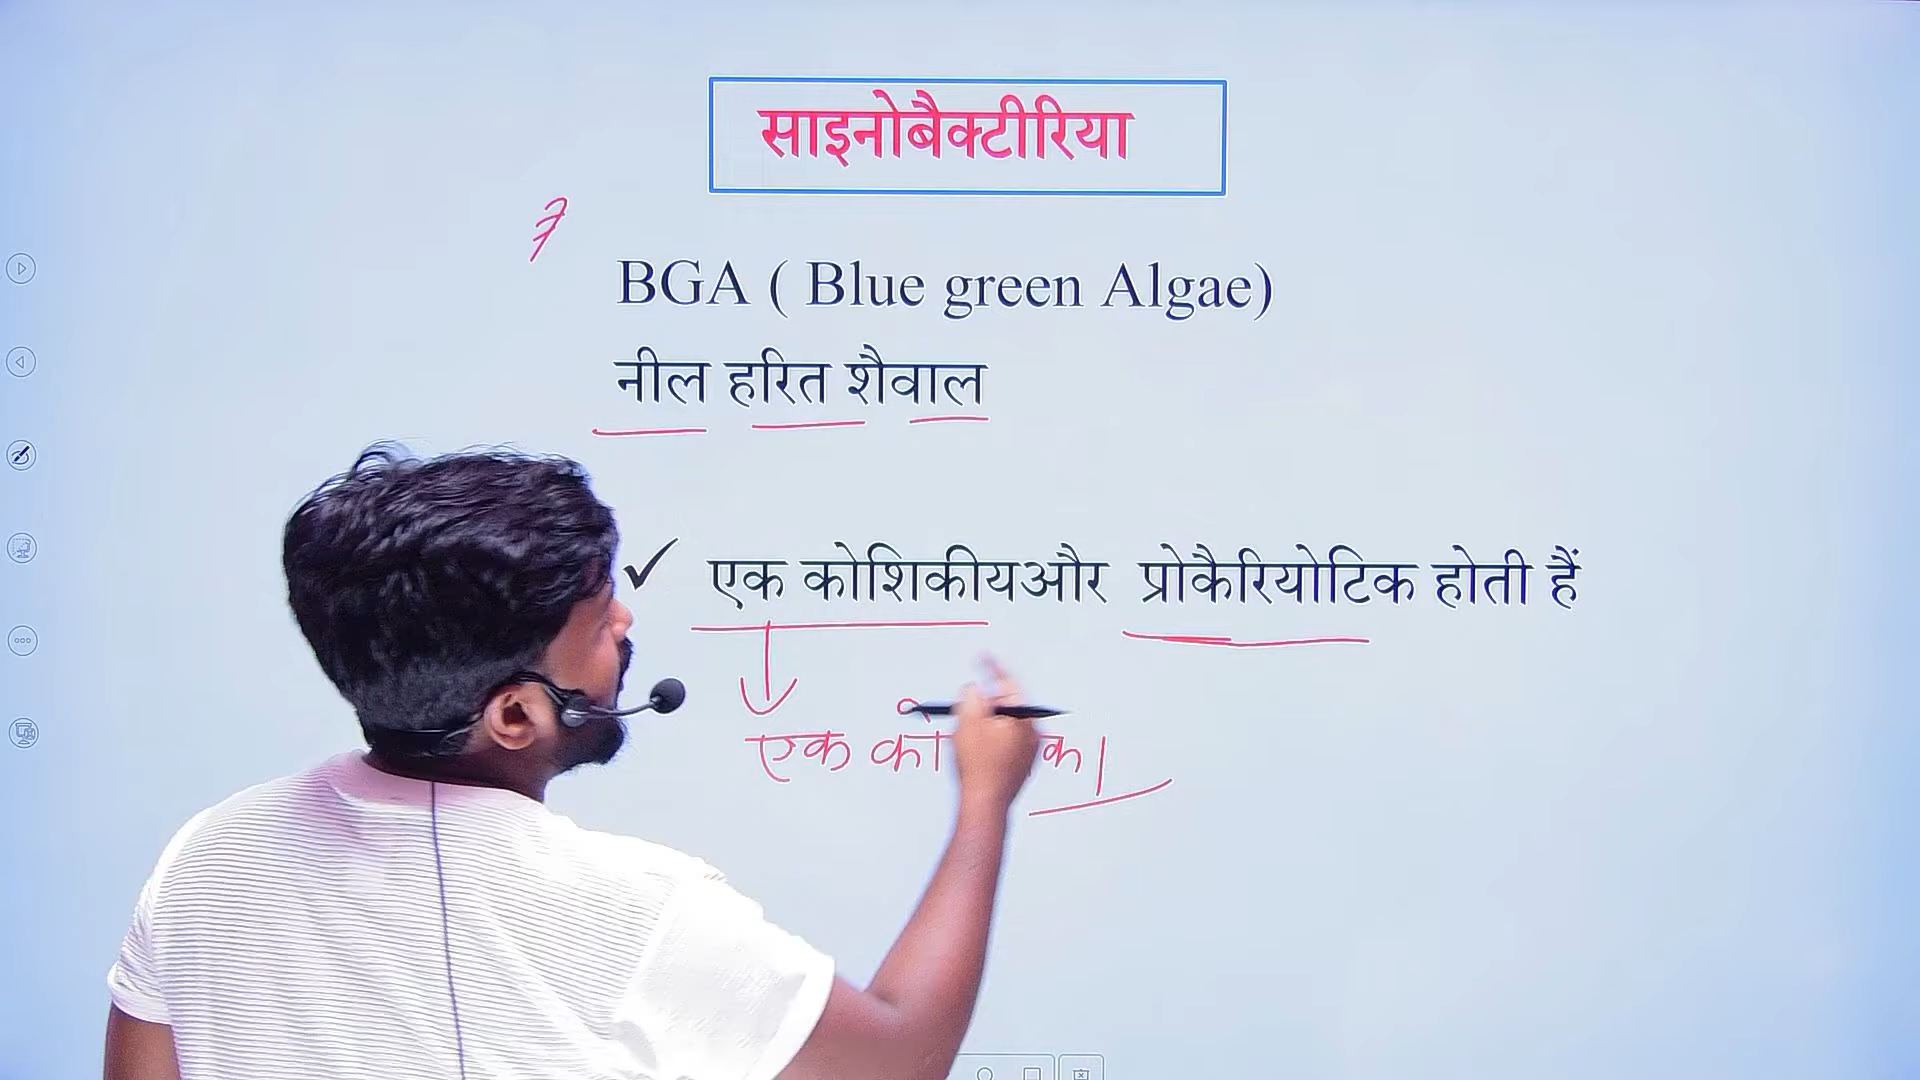 साइनोबैक्टीरिया
BGA ( Blue green Algae)
नील हरित शैवाल
✓ एक कोशिकीयऔर प्रोकैरियोटिक होती हैं
एक